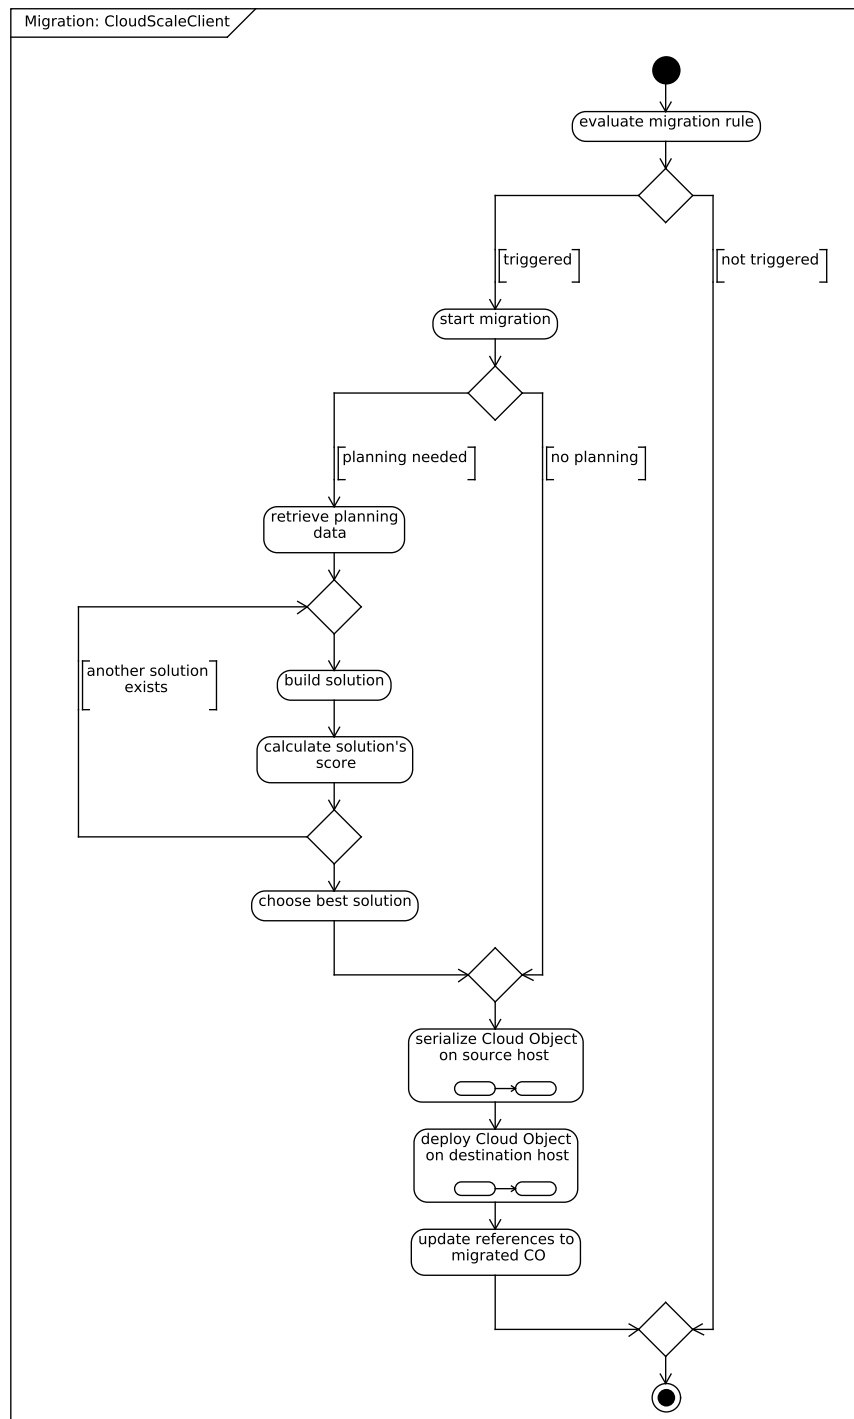 Migration: CloudScaleClient
evaluate migration rule
triggered
not triggered
start migration
planning needed
no planning
retrieve planning
data
another solution
exists
build solution
calculate solution's
score
choose best solution
serialize Cloud Object
on source host
deploy Cloud Object
on destination host
update references to
migrated CO